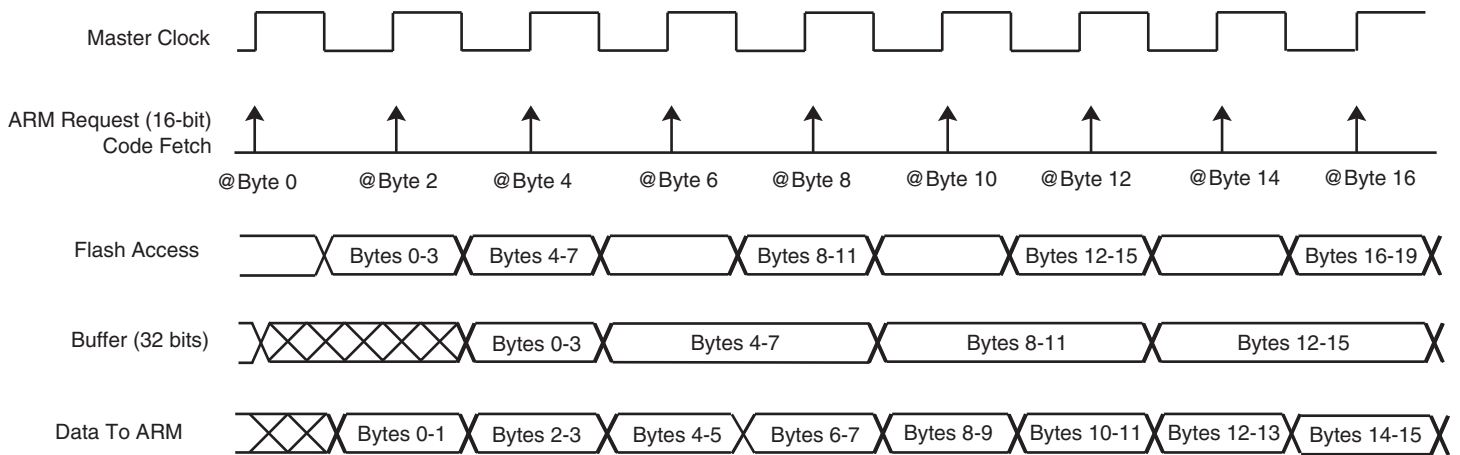 Master Clock
ARM Request (16-bit)
Code Fetch
@Byte 0 @Byte 2 @Byte 4 @Byte 6 @Byte 8 @Byte 10 @Byte 12 @Byte 14 @Byte 16
Flash Access Bytes 0-3 Bytes 4-7 Bytes 8-11 Bytes 12-15 Bytes 16-19
Buffer (32 bits) Bytes 0-3 Bytes 4-7 Bytes 8-11 Bytes 12-15
Data To ARM Bytes 0-1 Bytes 2-3 Bytes 4-5 Bytes 6-7 Bytes 8-9 Bytes 10-11 Bytes 12-13 Bytes 14-15